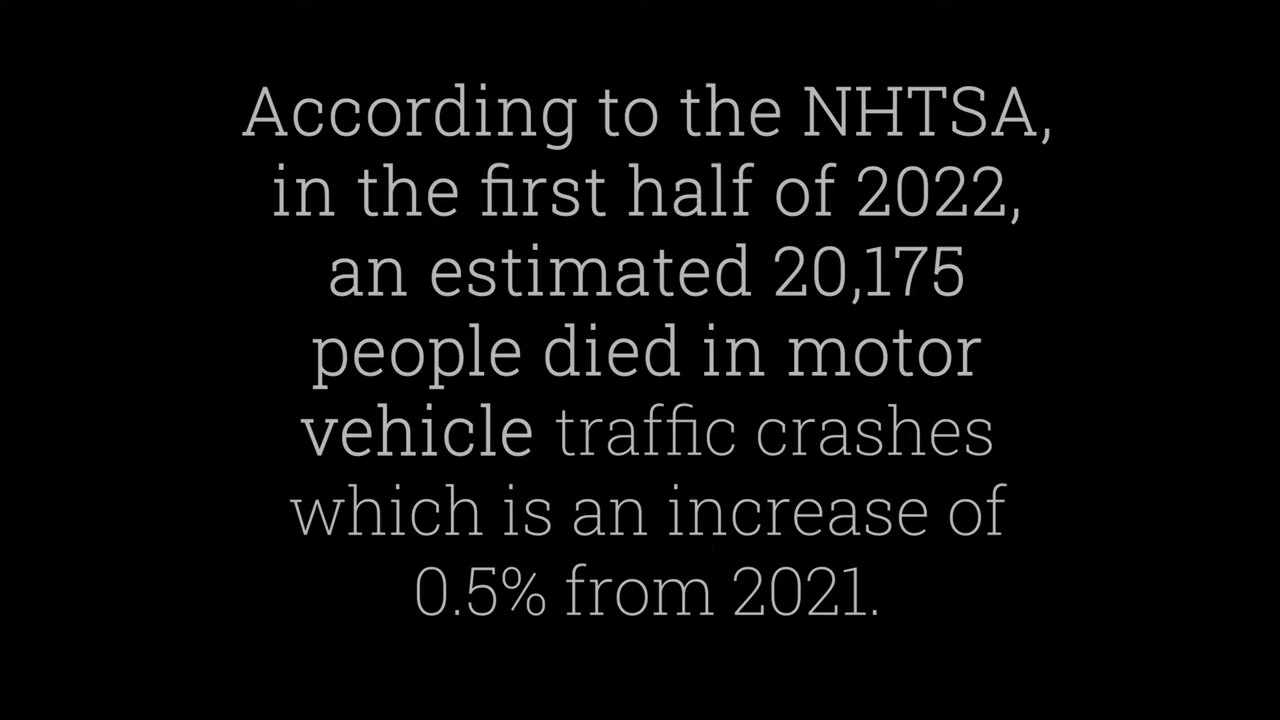 According to the NHTSA,
in the first half of 2022,
an estimated 20,175
people died in motor
vehicle traffic crashes
which is an increase of
0.5% from 2021.